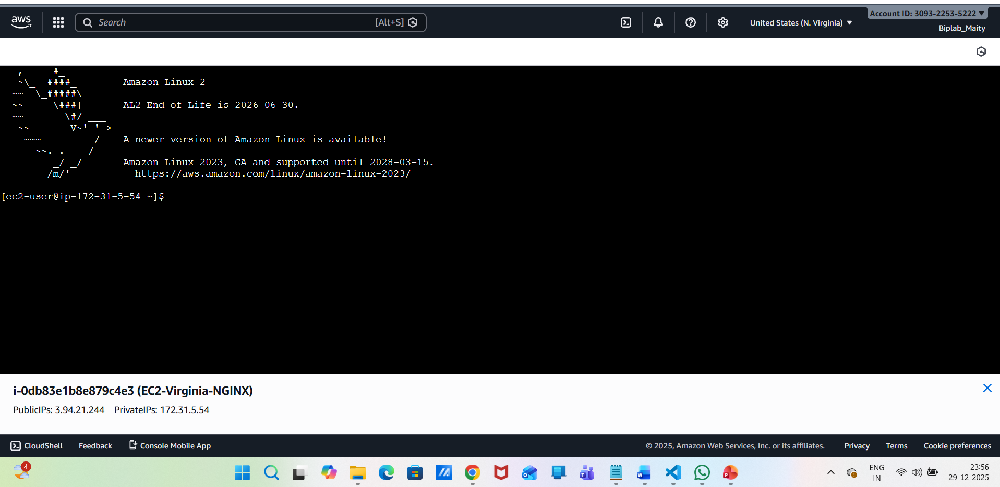 aws
Search [Alt+S]
United States (N. Virginia) ▼
Account ID: 3093-2253-5222 ▼
Biplab_Maity
   ,     #_
   ~\_  ####_        Amazon Linux 2
  ~~  \_#####\
  ~~     \###|       AL2 End of Life is 2026-06-30.
  ~~       \#/ ___
   ~~       V~' '->
    ~~~         /    A newer version of Amazon Linux is available!
      ~~._.   _/
         _/ _/       Amazon Linux 2023, GA and supported until 2028-03-15.
       _/m/'           https://aws.amazon.com/linux/amazon-linux-2023/
[ec2-user@ip-172-31-5-54 ~]$
i-0db83e1b8e879c4e3 (EC2-Virginia-NGINX)
PublicIPs: 3.94.21.244 PrivateIPs: 172.31.5.54
CloudShell Feedback Console Mobile App © 2025, Amazon Web Services, Inc. or its affiliates. Privacy Terms Cookie preferences
4
ENG
IN
23:56
29-12-2025